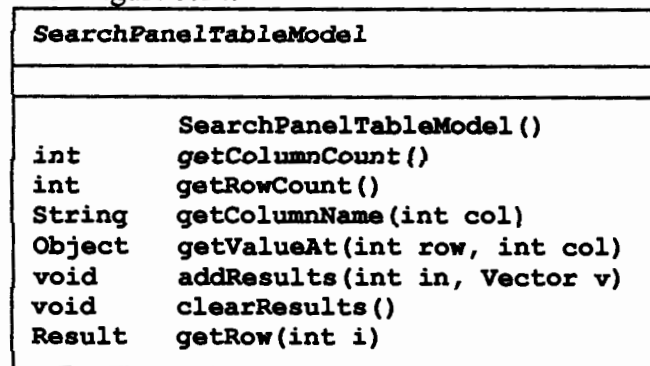 SearchPanelTableModel
SearchPanelTableModel()
int getColumnCount()
int getRowCount()
String getColumnName(int col)
Object getValueAt(int row, int col)
void addResults(int in, Vector v)
void clearResults()
Result getRow(int i)